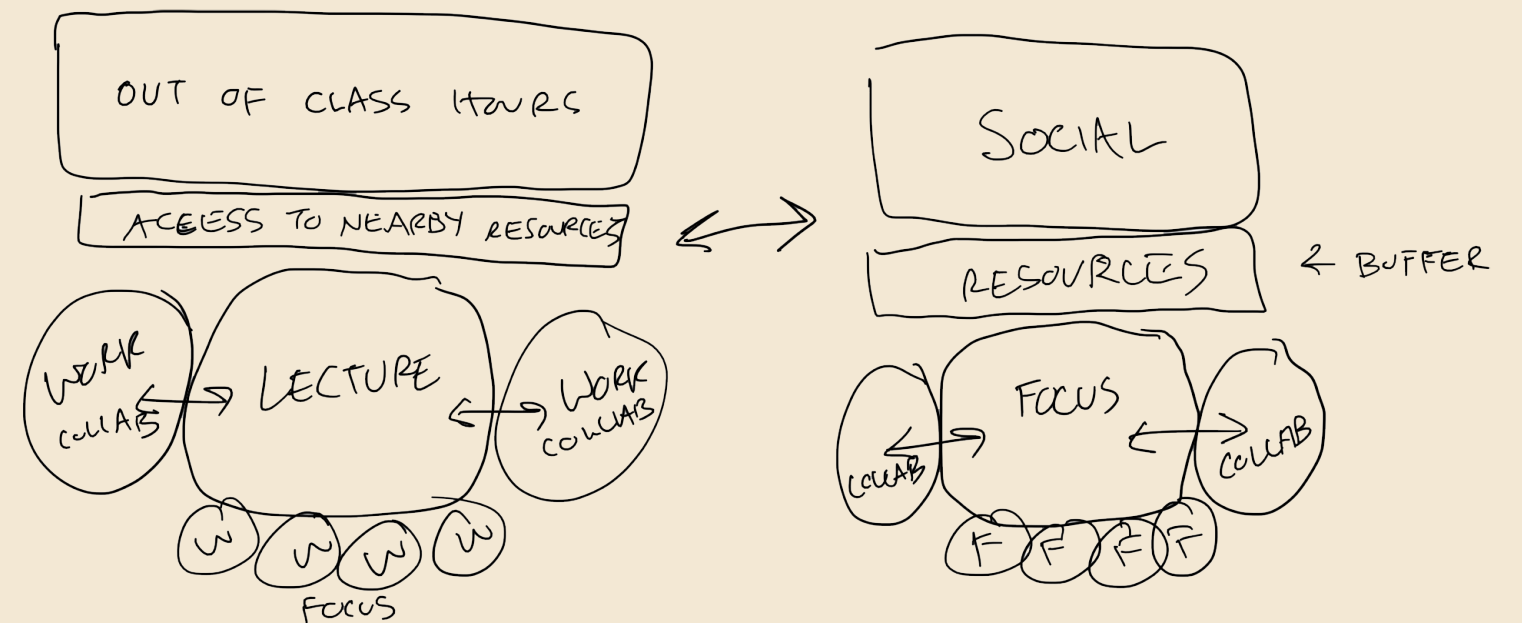 OUT OF CLASS HOURS
ACCESS TO NEARBY RESOURCES
WORK
COLLAB
LECTURE
WORK
COLLAB
W W W W
FOCUS
SOCIAL
RESOURCES
← BUFFER
COLLAB
FOCUS
COLLAB
F F F F